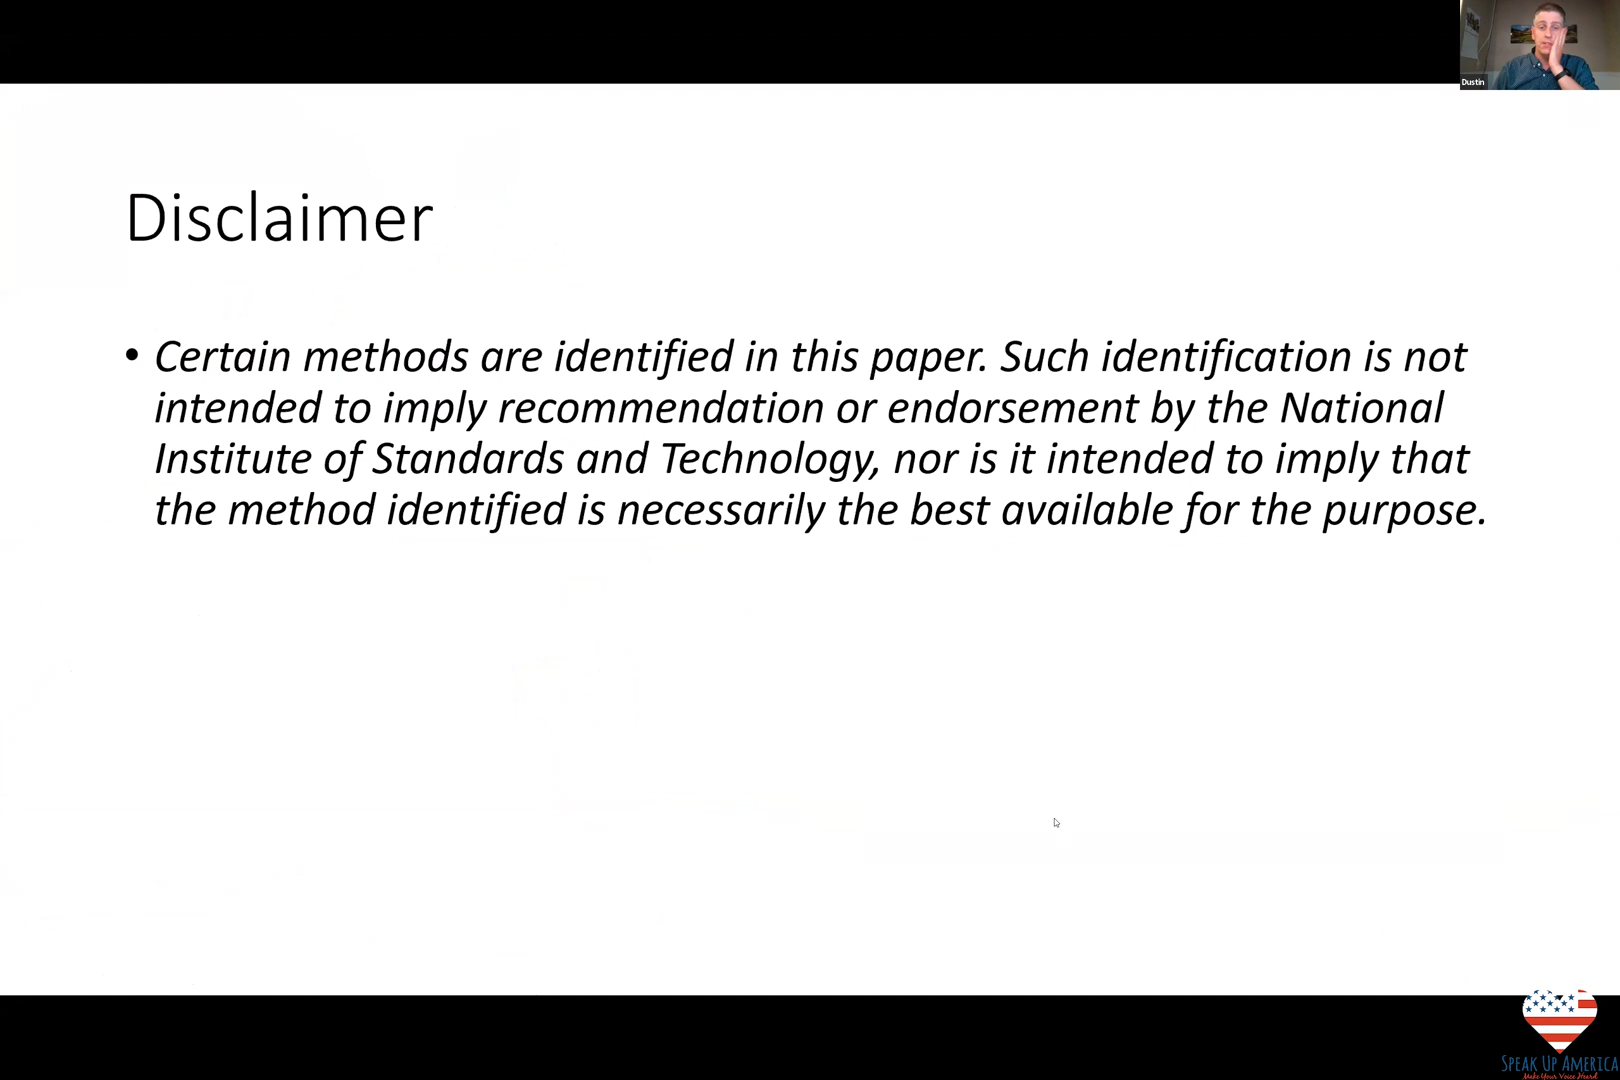 Dustin
Disclaimer
• Certain methods are identified in this paper. Such identification is not
intended to imply recommendation or endorsement by the National
Institute of Standards and Technology, nor is it intended to imply that
the method identified is necessarily the best available for the purpose.
SPEAK UP AMERICA
Make Your Voice Heard